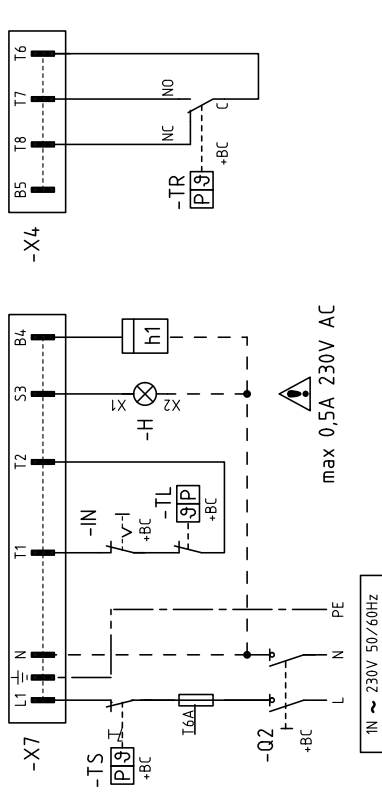 -X4
B5 T8 T7 T6
NC
NO
C
-TR
P ϑ
+BC
-X7
L1 N T1 T2 S3 B4
-TS
P ϑ
+BC
T6A
-Q2
+BC
-IN
+BC
-TL
ϑ P
+BC
-H
X1
X2
h1
L N PE
1N ~ 230V 50/60Hz
max 0,5A 230V AC